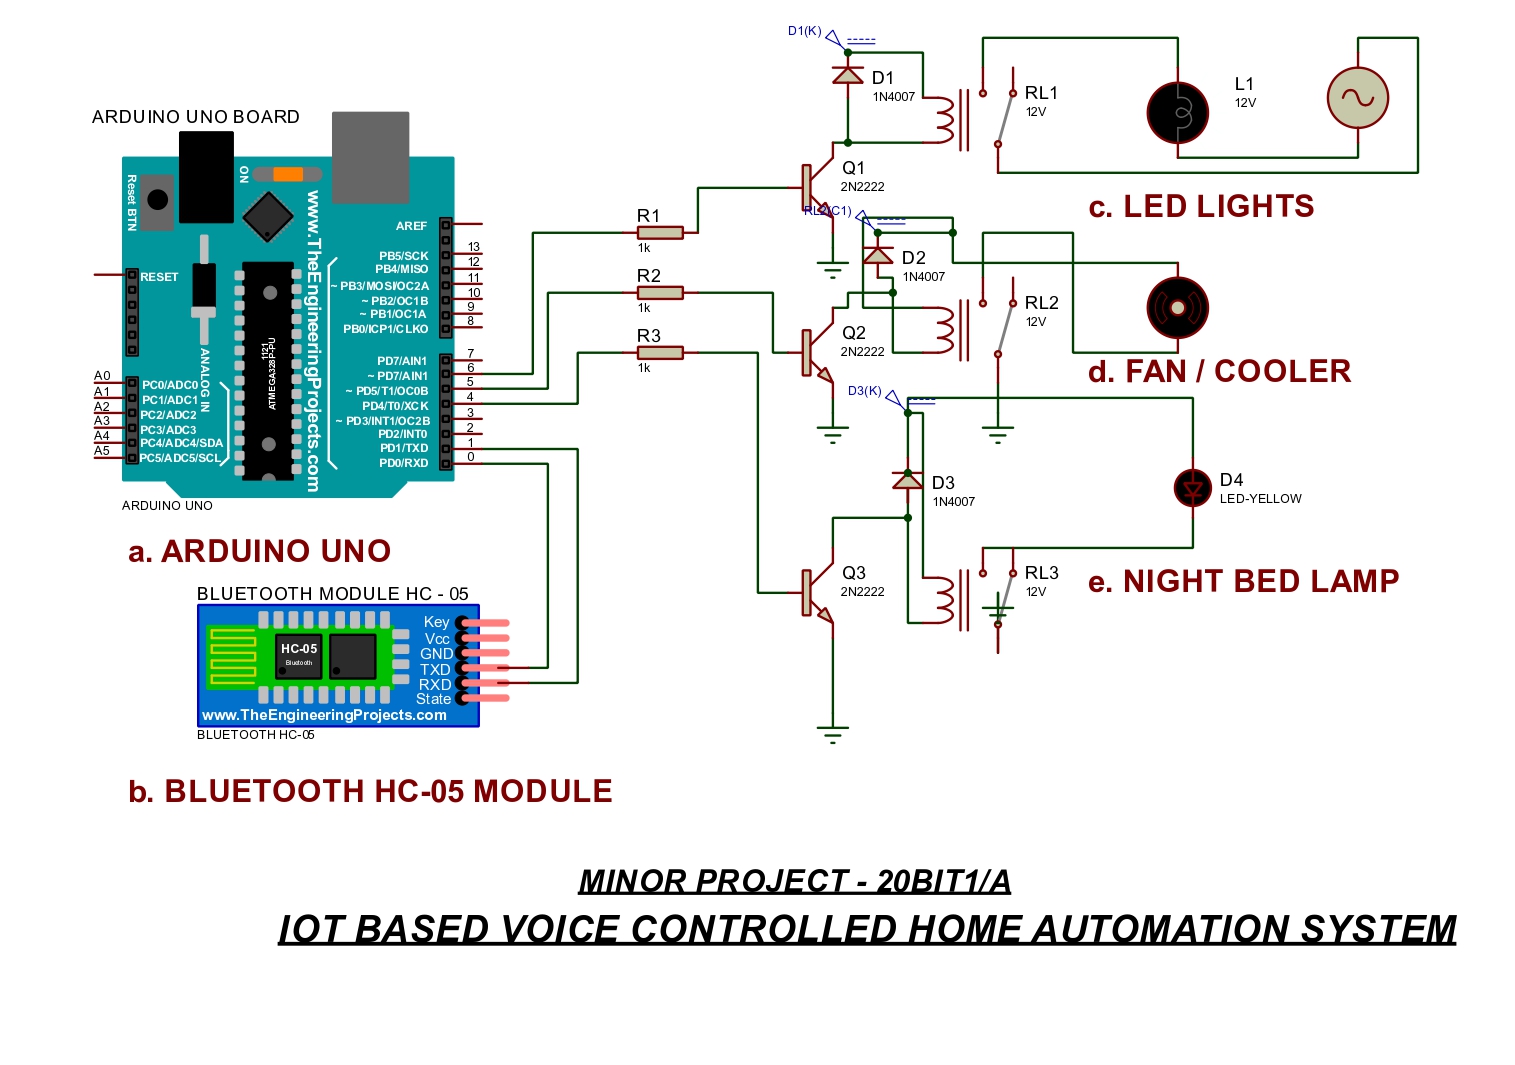 ARDUINO UNO BOARD
Reset BTN
ON
www.TheEngineeringProjects.com
RESET
AREF
PB5/SCK 13
PB4/MISO 12
~ PB3/MOSI/OC2A 11
~ PB2/OC1B 10
~ PB1/OC1A 9
PB0/ICP1/CLKO 8
PD7/AIN1 7
~ PD7/AIN1 6
~ PD5/T1/OC0B 5
PD4/T0/XCK 4
~ PD3/INT1/OC2B 3
PD2/INT0 2
PD1/TXD 1
PD0/RXD 0
ANALOG IN
1121
ATMEGA328P-PU
A0 PC0/ADC0
A1 PC1/ADC1
A2 PC2/ADC2
A3 PC3/ADC3
A4 PC4/ADC4/SDA
A5 PC5/ADC5/SCL
ARDUINO UNO
a. ARDUINO UNO
BLUETOOTH MODULE HC - 05
HC-05
Bluetooth
Key
Vcc
GND
TXD
RXD
State
www.TheEngineeringProjects.com
BLUETOOTH HC-05
b. BLUETOOTH HC-05 MODULE
R1
1k
R2
1k
R3
1k
D1(K)
D1
1N4007
RL1
12V
L1
12V
Q1
2N2222
c. LED LIGHTS
RL2(C1)
D2
1N4007
RL2
12V
Q2
2N2222
d. FAN / COOLER
D3(K)
D3
1N4007
D4
LED-YELLOW
Q3
2N2222
RL3
12V
e. NIGHT BED LAMP
MINOR PROJECT - 20BIT1/A
IOT BASED VOICE CONTROLLED HOME AUTOMATION SYSTEM